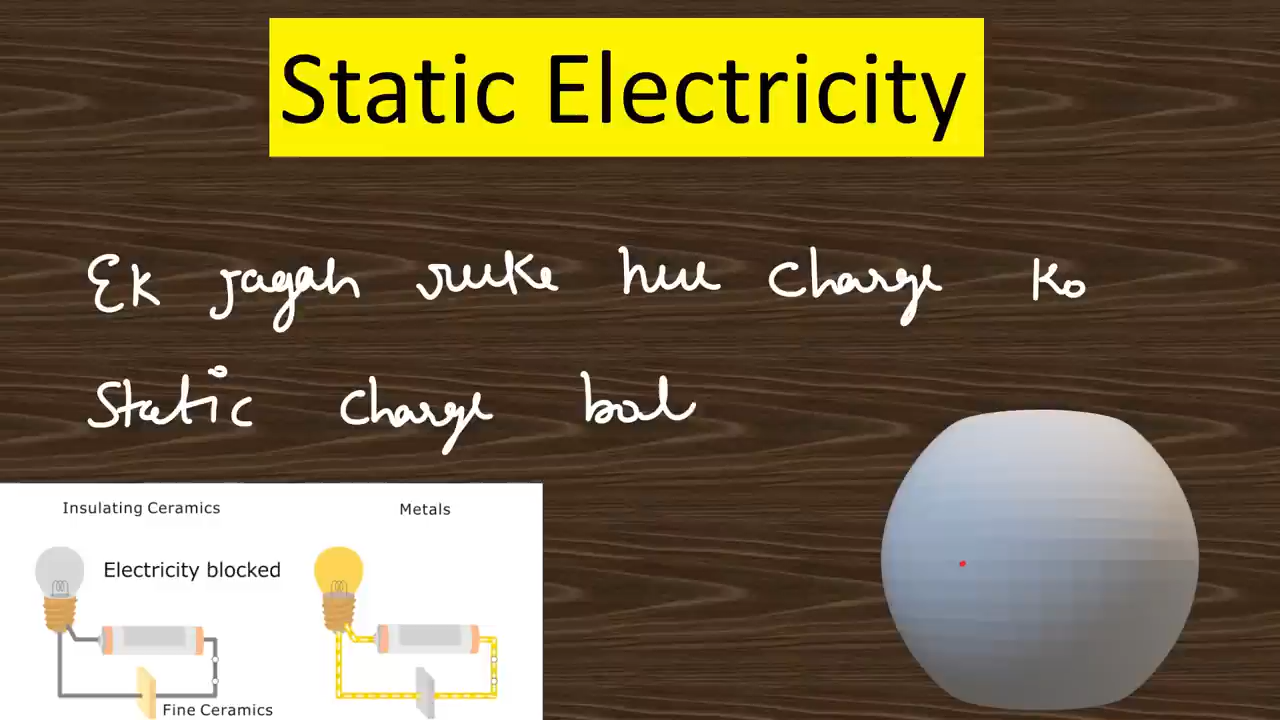 Static Electricity
Ek jagah ruke hue charge ko
Static charge bol
Insulating Ceramics
Metals
Electricity blocked
Fine Ceramics